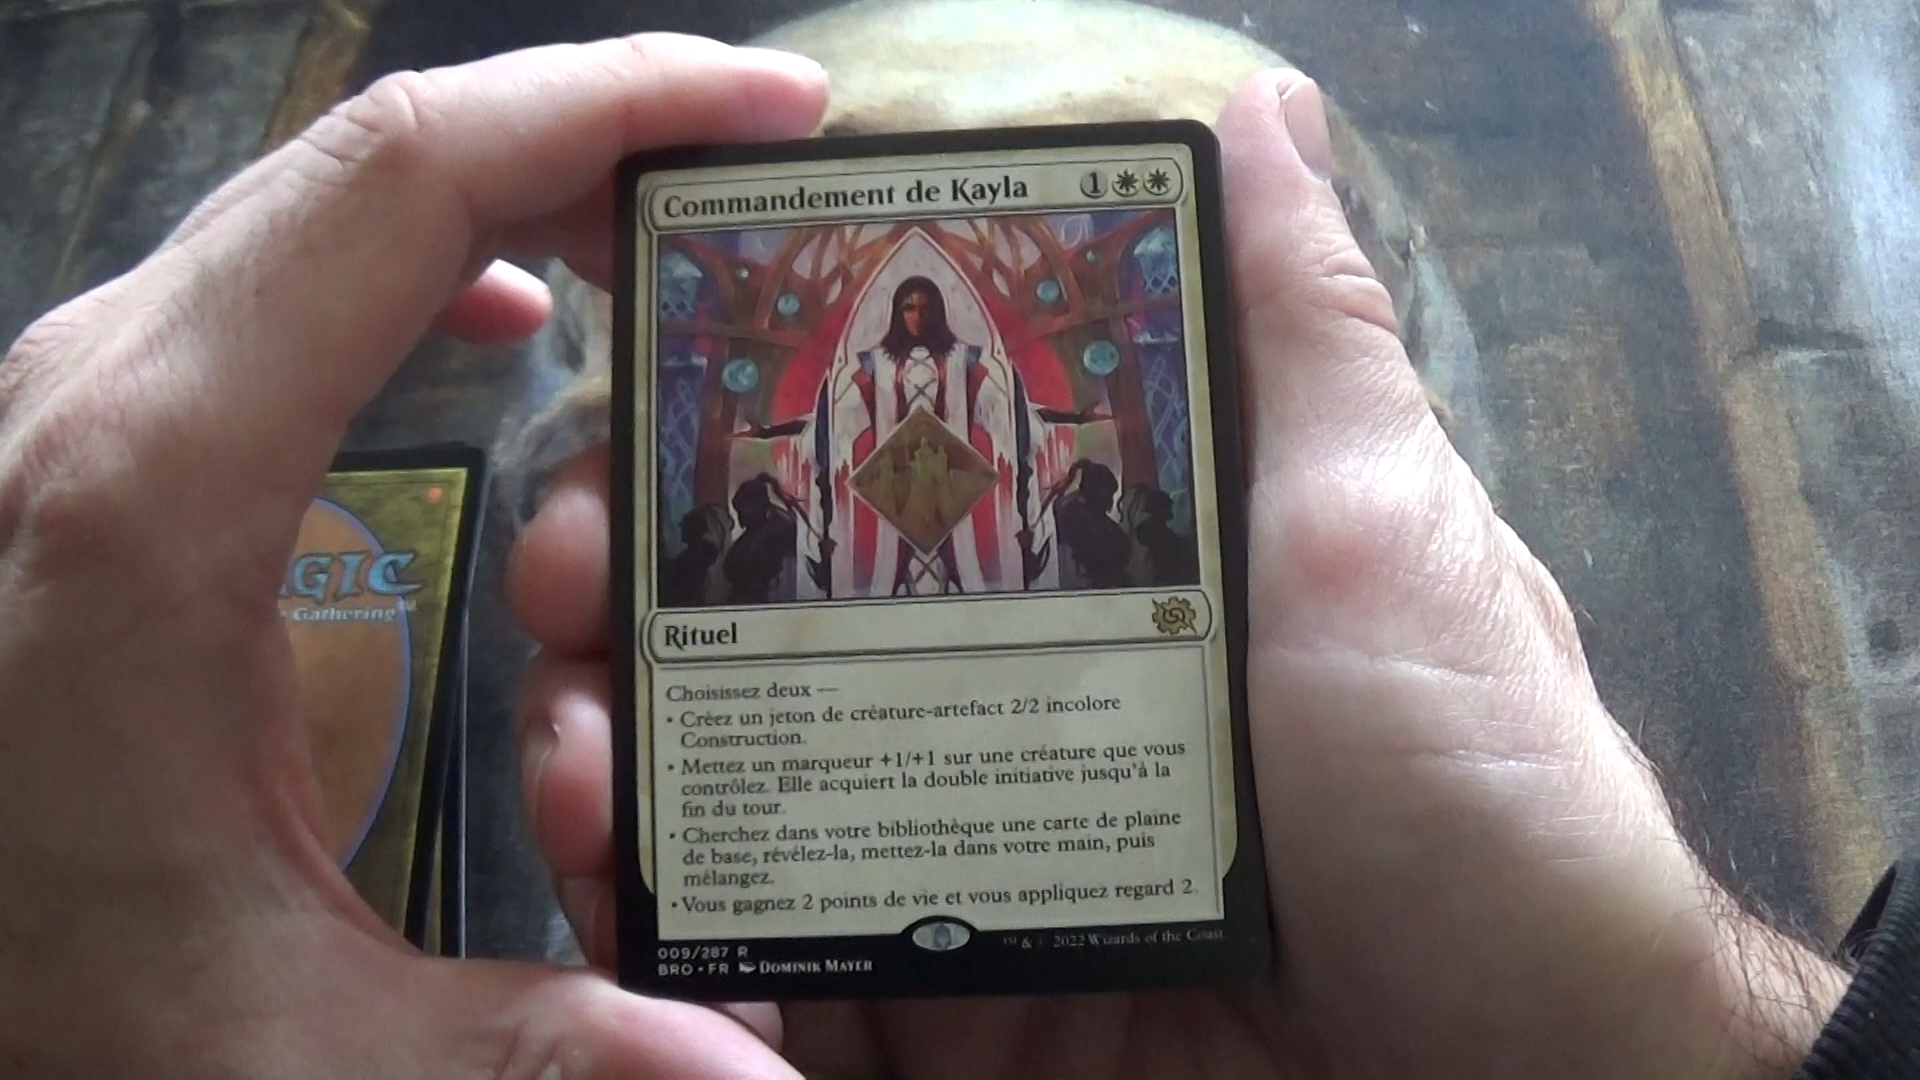 Commandement de Kayla 1
Rituel
Choisissez deux —
• Créez un jeton de créature-artefact 2/2 incolore
Construction.
• Mettez un marqueur +1/+1 sur une créature que vous
contrôlez. Elle acquiert la double initiative jusqu'à la
fin du tour.
• Cherchez dans votre bibliothèque une carte de plaine
de base, révélez-la, mettez-la dans votre main, puis
mélangez.
• Vous gagnez 2 points de vie et vous appliquez regard 2.
009/287 R
BRO • FR Dominik Mayer
™ & 2022 Wizards of the Coast
GIC
Gathering™